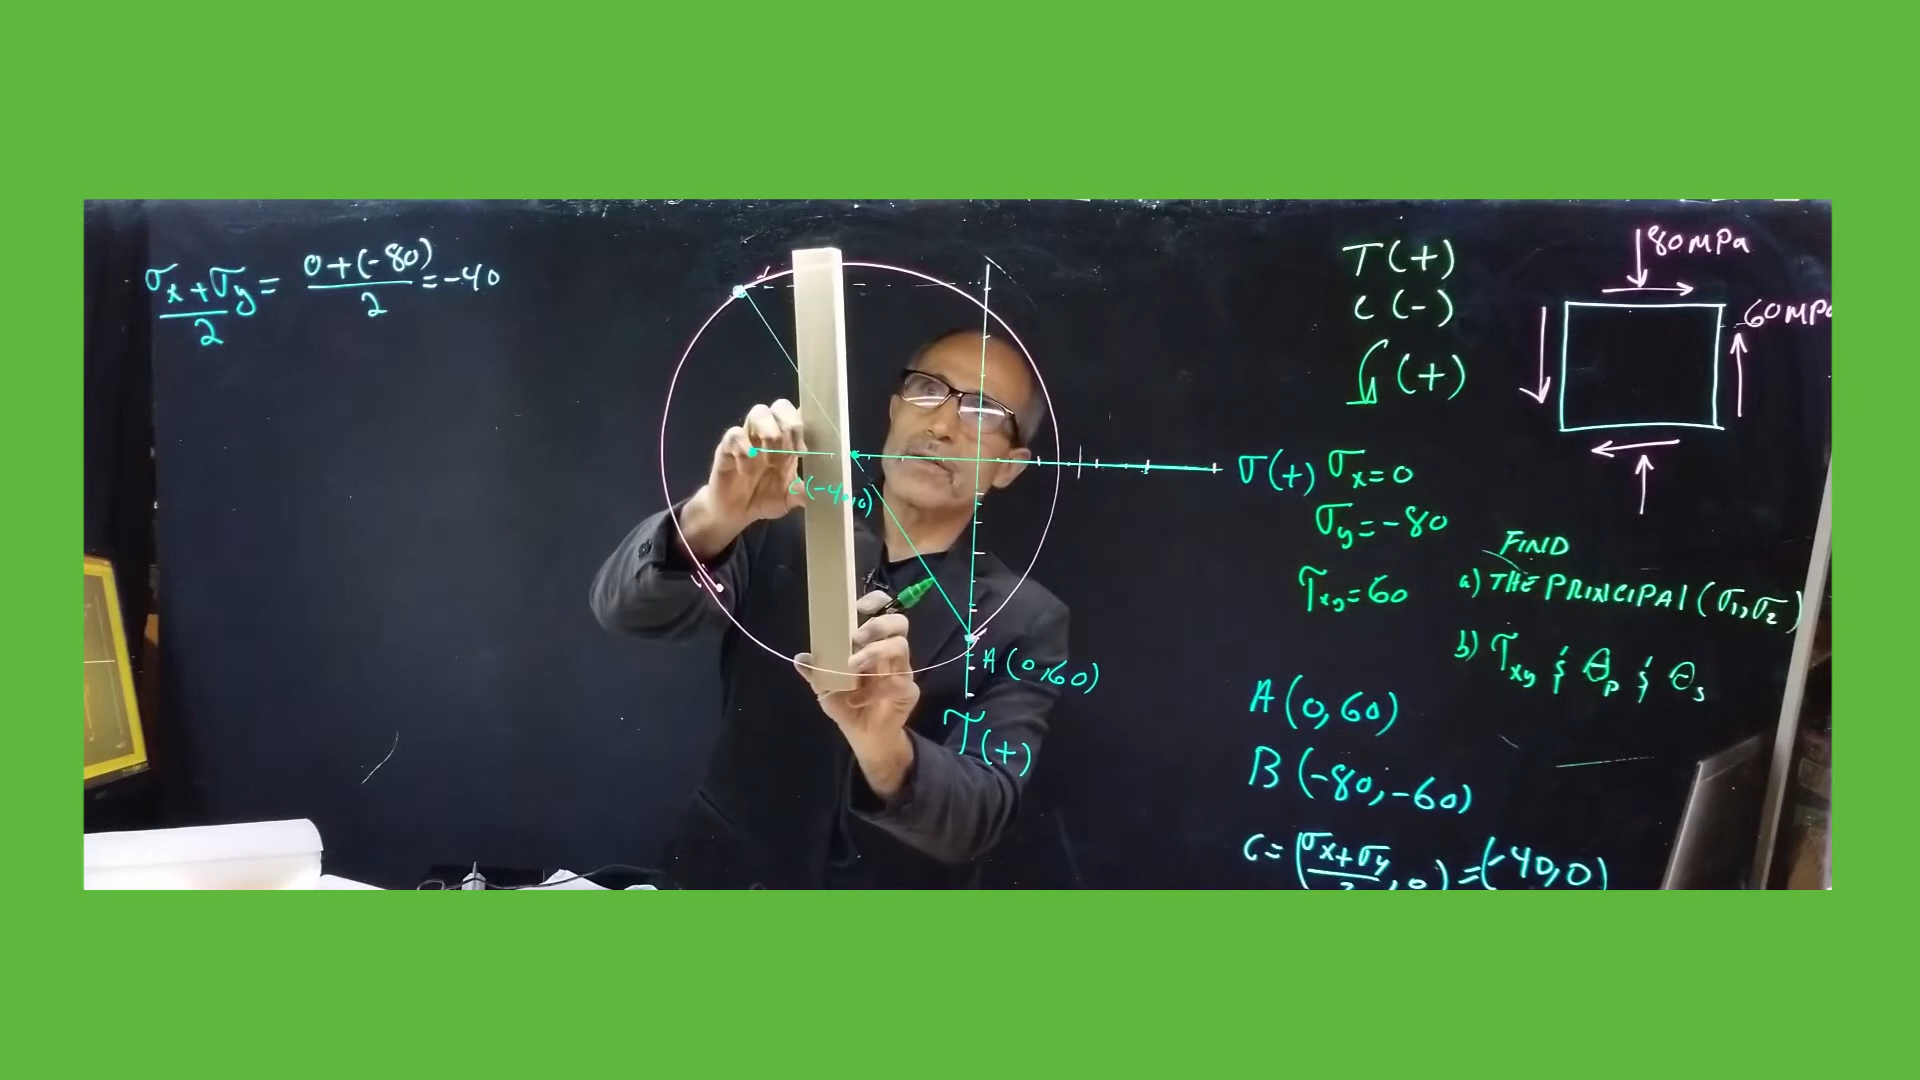 σx+σy/2 = 0+(-80)/2 = -40
C(-40,0)
A(0,60)
τ(+)
σ(+)
T(+)
C(-)
(+)
80MPa
60MPa
σx=0
σy=-80
τxy=60
FIND
a) THE PRINCIPAL (σ1,σ2)
b) τxy & θp & θs
A(0,60)
B(-80,-60)
C=(σx+σy/2,0)=(-40,0)